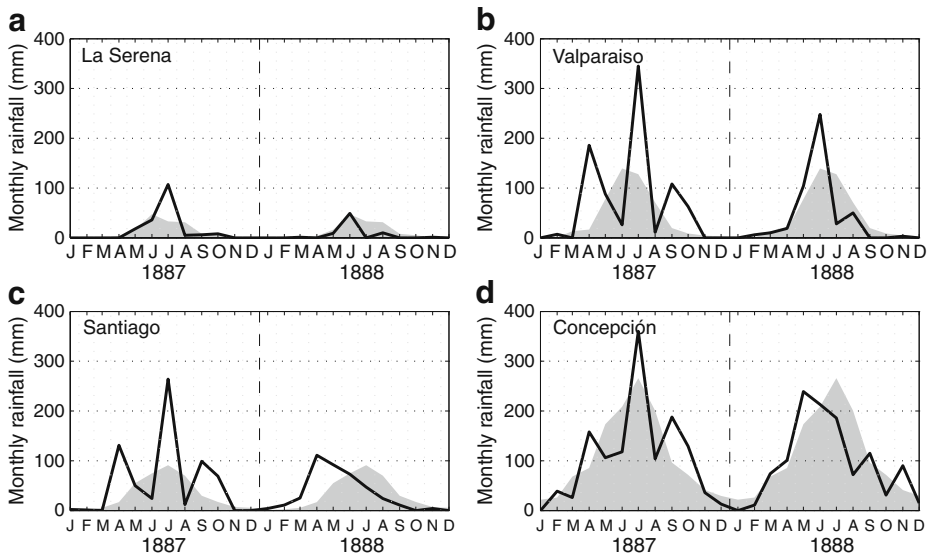 a
La Serena
Monthly rainfall (mm)
400
300
200
100
0
J F M A M J J A S O N D J F M A M J J A S O N D
1887 1888
b
Valparaiso
Monthly rainfall (mm)
400
300
200
100
0
J F M A M J J A S O N D J F M A M J J A S O N D
1887 1888
c
Santiago
Monthly rainfall (mm)
400
300
200
100
0
J F M A M J J A S O N D J F M A M J J A S O N D
1887 1888
d
Concepción
Monthly rainfall (mm)
400
300
200
100
0
J F M A M J J A S O N D J F M A M J J A S O N D
1887 1888